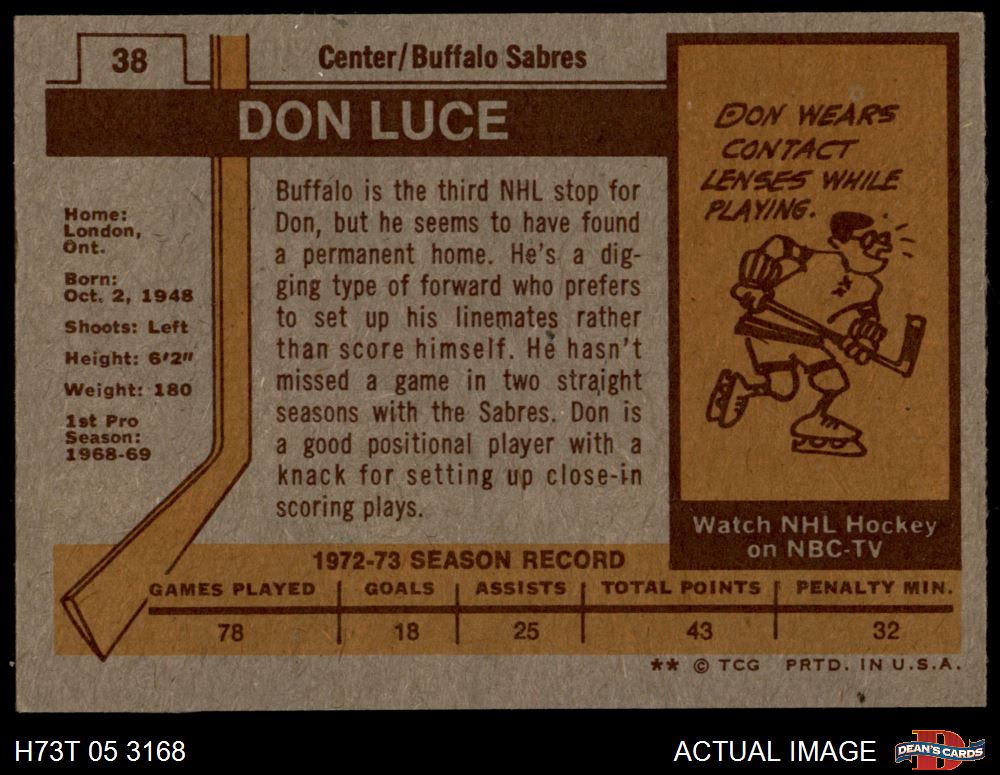 38
Center/Buffalo Sabres
DON LUCE
Home:
London,
Ont.
Born:
Oct. 2, 1948
Shoots: Left
Height: 6'2"
Weight: 180
1st Pro
Season:
1968-69
Buffalo is the third NHL stop for
Don, but he seems to have found
a permanent home. He's a dig-
ging type of forward who prefers
to set up his linemates rather
than score himself. He hasn't
missed a game in two straight
seasons with the Sabres. Don is
a good positional player with a
knack for setting up close-in
scoring plays.
DON WEARS
CONTACT
LENSES WHILE
PLAYING.
Watch NHL Hockey
on NBC-TV
1972-73 SEASON RECORD
GAMES PLAYED GOALS ASSISTS TOTAL POINTS PENALTY MIN.
78 18 25 43 32
** © TCG PRTD. IN U.S.A.
H73T 05 3168
ACTUAL IMAGE
D
DEAN'S CARDS